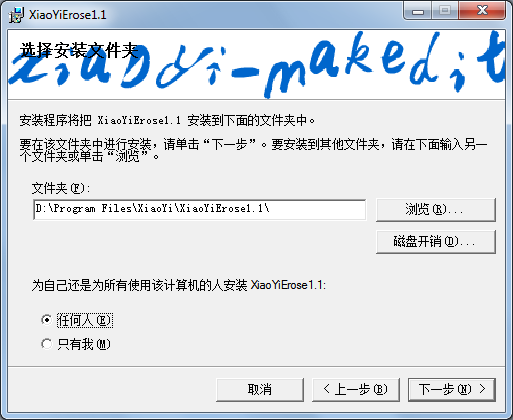 XiaoYiErose1.1
选择安装文件夹
xiaoyi-makedit
安装程序将把 XiaoYiErose1.1 安装到下面的文件夹中。
要在该文件夹中进行安装，请单击“下一步”。要安装到其他文件夹，请在下面输入另一
个文件夹或单击“浏览”。
文件夹(F):
D:\Program Files\XiaoYi\XiaoYiErose1.1\
浏览(R)...
磁盘开销(D)...
为自己还是为所有使用该计算机的人安装 XiaoYiErose1.1:
任何人(E)
只有我(M)
取消
< 上一步(B)
下一步(N) >